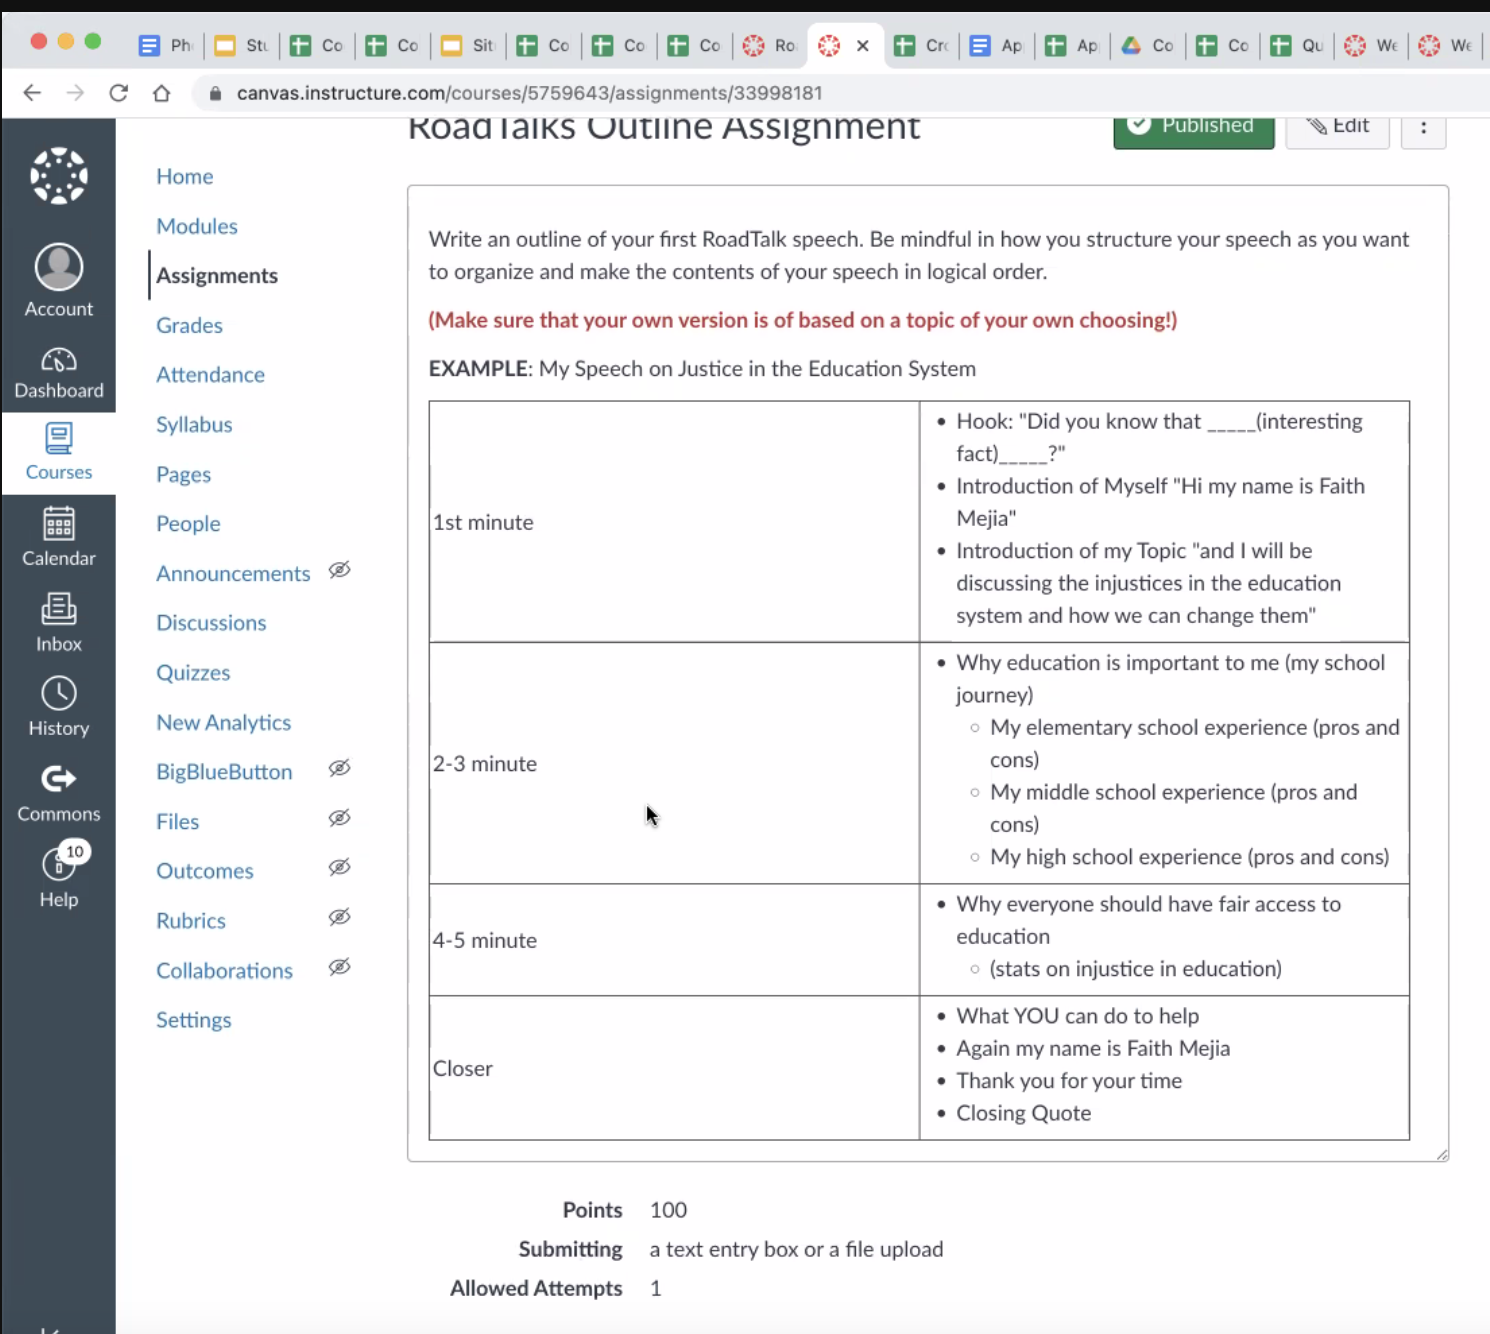 Ph
Stu
Co
Co
Sit
Co
Co
Co
Ro
Cro
Ap
Ap
Co
Co
Qu
We
We
canvas.instructure.com/courses/5759643/assignments/33998181
RoadTalks Outline Assignment
Published
Edit
Account
Dashboard
Courses
Calendar
Inbox
History
Commons
10
Help
Home
Modules
Assignments
Grades
Attendance
Syllabus
Pages
People
Announcements
Discussions
Quizzes
New Analytics
BigBlueButton
Files
Outcomes
Rubrics
Collaborations
Settings
Write an outline of your first RoadTalk speech. Be mindful in how you structure your speech as you want
to organize and make the contents of your speech in logical order.
(Make sure that your own version is of based on a topic of your own choosing!)
EXAMPLE: My Speech on Justice in the Education System
1st minute
• Hook: "Did you know that _____(interesting
fact)_____?"
• Introduction of Myself "Hi my name is Faith
Mejia"
• Introduction of my Topic "and I will be
discussing the injustices in the education
system and how we can change them"
2-3 minute
• Why education is important to me (my school
journey)
◦ My elementary school experience (pros and
cons)
◦ My middle school experience (pros and
cons)
◦ My high school experience (pros and cons)
4-5 minute
• Why everyone should have fair access to
education
◦ (stats on injustice in education)
Closer
• What YOU can do to help
• Again my name is Faith Mejia
• Thank you for your time
• Closing Quote
Points 100
Submitting a text entry box or a file upload
Allowed Attempts 1